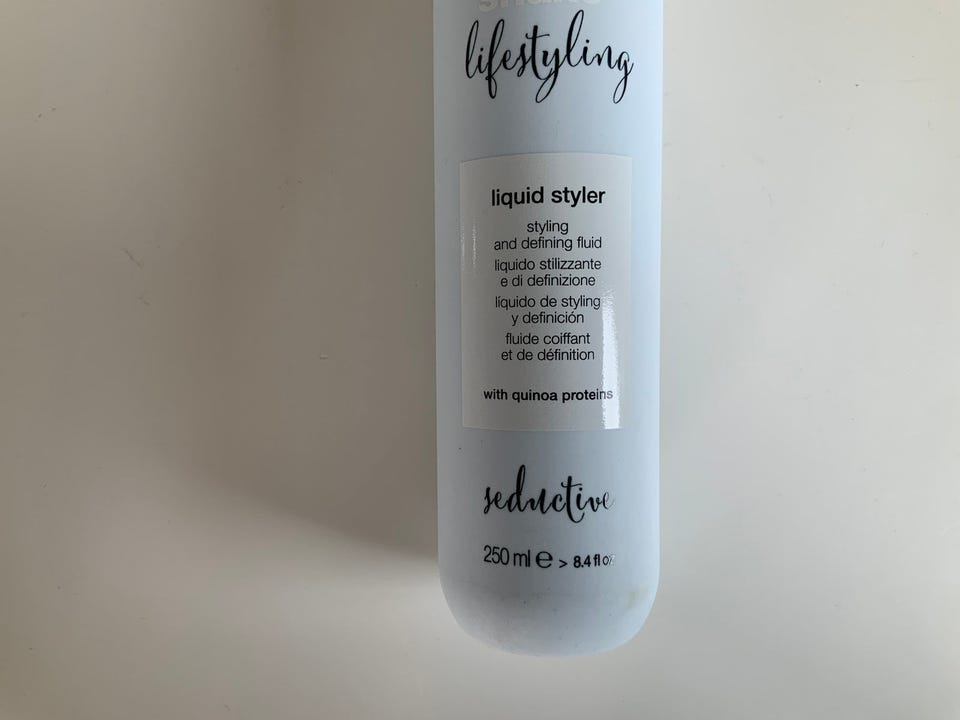 lifestyling
liquid styler
styling
and defining fluid
liquido stilizzante
e di definizione
líquido de styling
y definición
fluide coiffant
et de définition
with quinoa proteins
seductive
250 ml ℮ > 8.4 fl oz